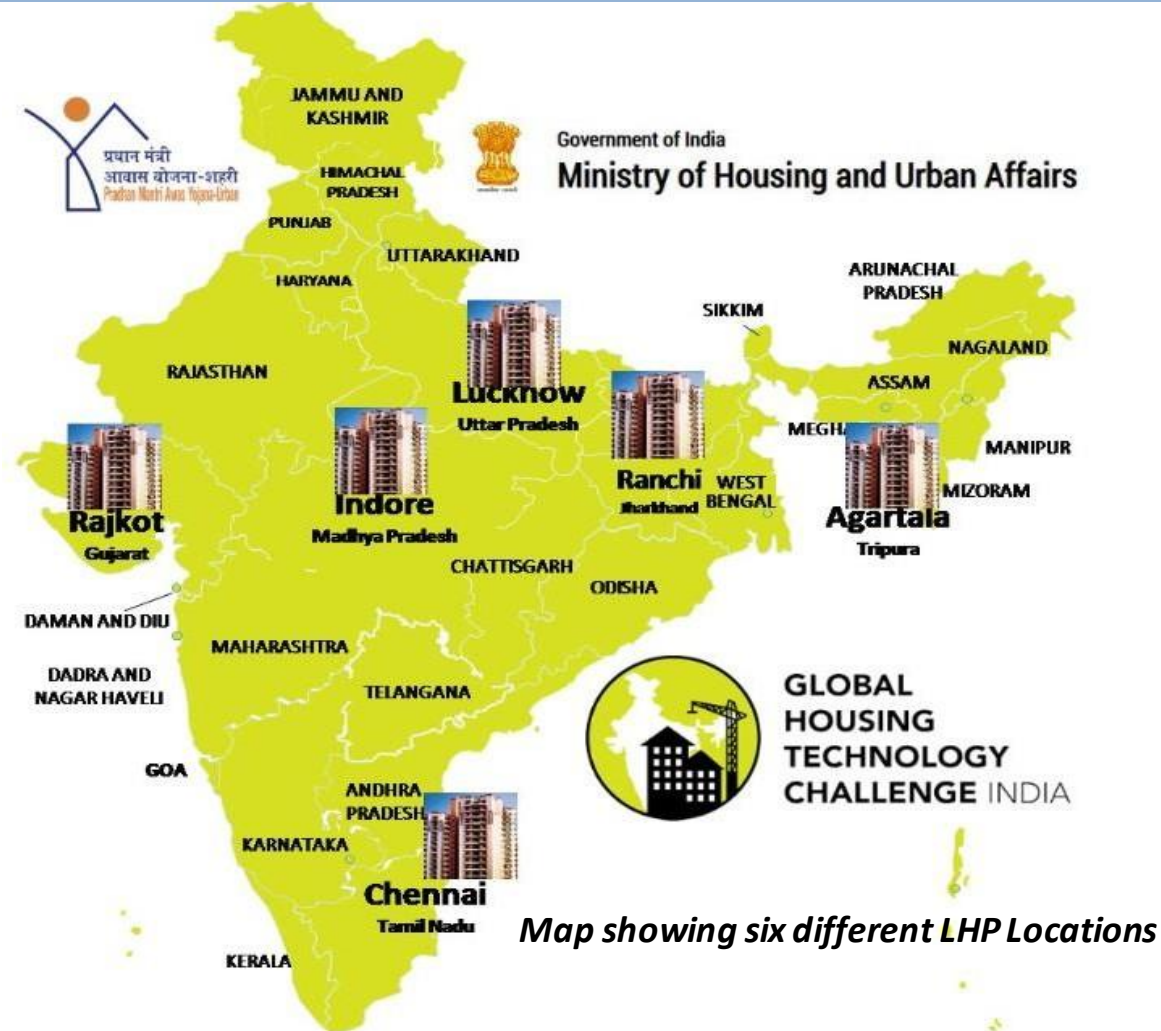 JAMMU AND
KASHMIR
प्रधान मंत्री
आवास योजना-शहरी
Pradhan Mantri Awas Yojana-Urban
Government of India
Ministry of Housing and Urban Affairs
HIMACHAL
PRADESH
PUNJAB
UTTARAKHAND
HARYANA
ARUNACHAL
PRADESH
SIKKIM
NAGALAND
RAJASTHAN
ASSAM
Lucknow
Uttar Pradesh
MEGHA
MANIPUR
Ranchi
Jharkhand
WEST
BENGAL
MIZORAM
Indore
Madhya Pradesh
Rajkot
Gujarat
Agartala
Tripura
CHATTISGARH
ODISHA
DAMAN AND DIU
MAHARASHTRA
DADRA AND
NAGAR HAVELI
TELANGANA
GLOBAL
HOUSING
TECHNOLOGY
CHALLENGE INDIA
GOA
ANDHRA
PRADESH
KARNATAKA
Chennai
Tamil Nadu
Map showing six different LHP Locations
KERALA